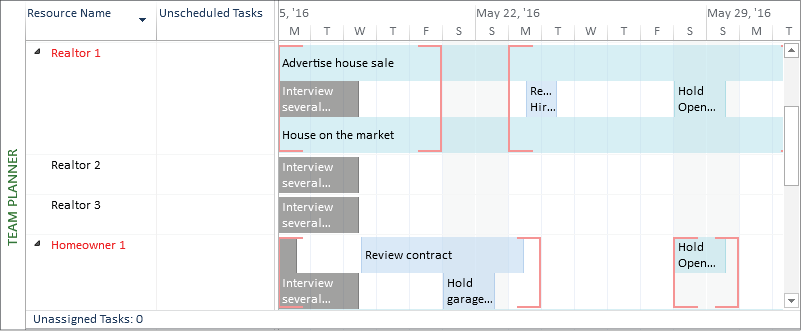 Resource Name Unscheduled Tasks 5, '16 May 22, '16 May 29, '16
M T W T F S S M T W T F S S M T
TEAM PLANNER
Realtor 1
Advertise house sale
Interview several...
Re... Hir...
Hold Open...
House on the market
Realtor 2
Interview several...
Realtor 3
Interview several...
Homeowner 1
Review contract
Hold Open...
Interview several...
Hold garage...
Unassigned Tasks: 0